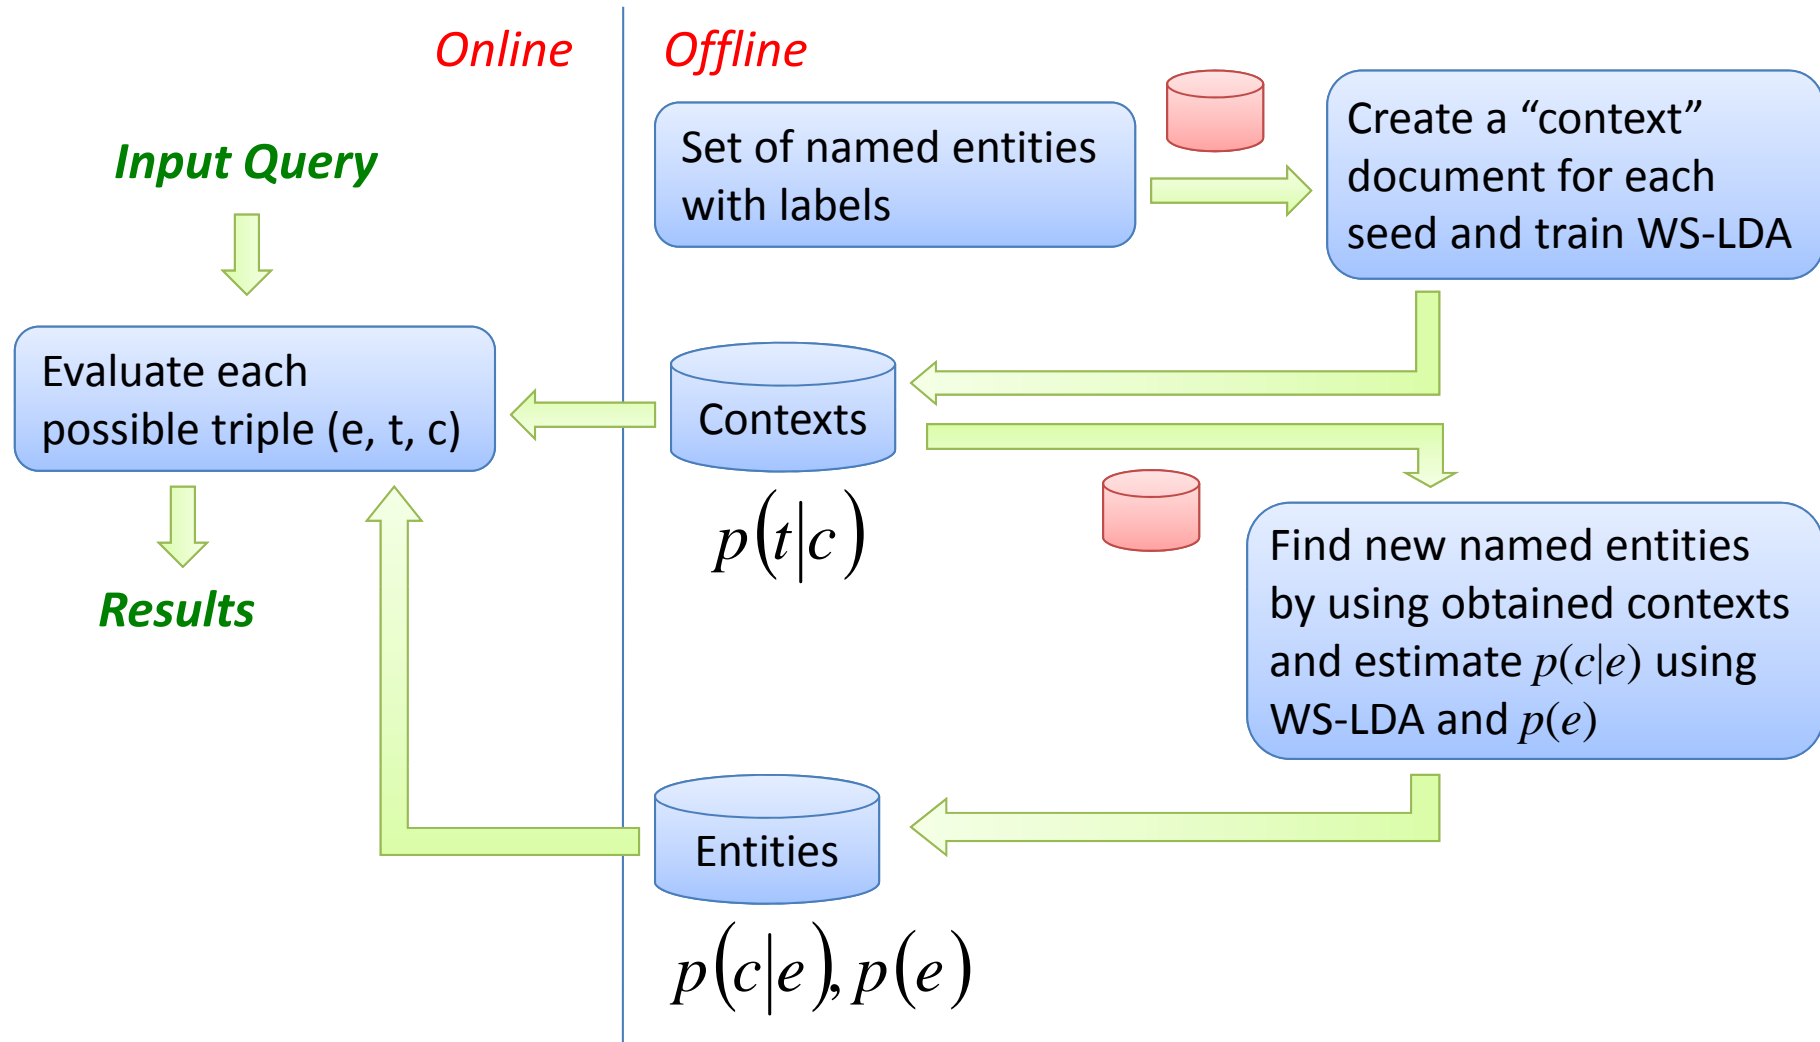 Online
Offline
Input Query
Set of named entities
with labels
Create a “context”
document for each
seed and train WS-LDA
Evaluate each
possible triple (e, t, c)
Contexts
p(t|c)
Results
Find new named entities
by using obtained contexts
and estimate p(c|e) using
WS-LDA and p(e)
Entities
p(c|e), p(e)